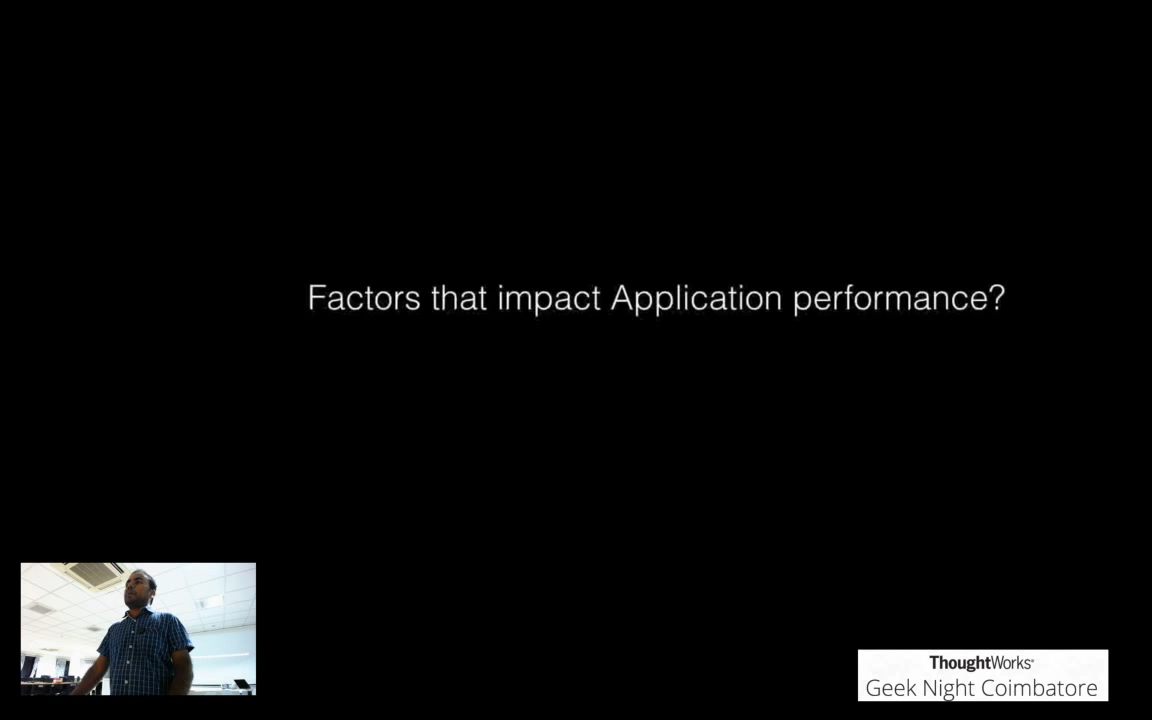 Factors that impact Application performance?
ThoughtWorks®
Geek Night Coimbatore